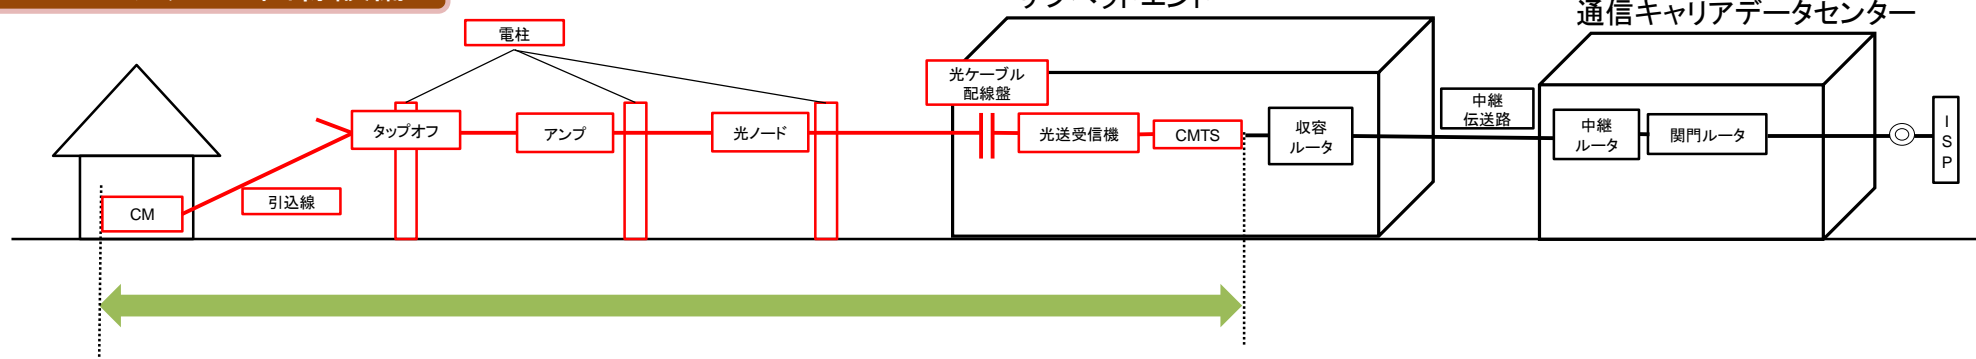 通信キャリアデータセンター
電柱
光ケーブル
配線盤
中継
伝送路
タップオフ
アンプ
光ノード
光送受信機
CMTS
収容
ルータ
中継
ルータ
関門ルータ
I
S
P
引込線
CM